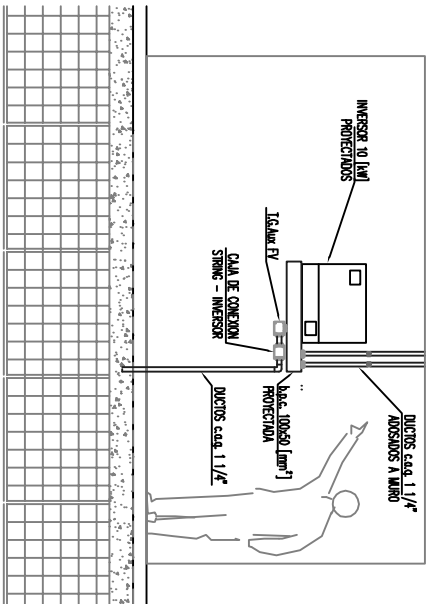 INVERSOR 10 [kW]
PROYECTADOS
T.G.Aux FV
CAJA DE CONEXION
STRING - INVERSOR
b.p.c. 100x50 [mm²]
PROYECTADA
DUCTOS c.a.g. 1 1/4"
ADOSADOS A MURO
DUCTOS c.a.g. 1 1/4"